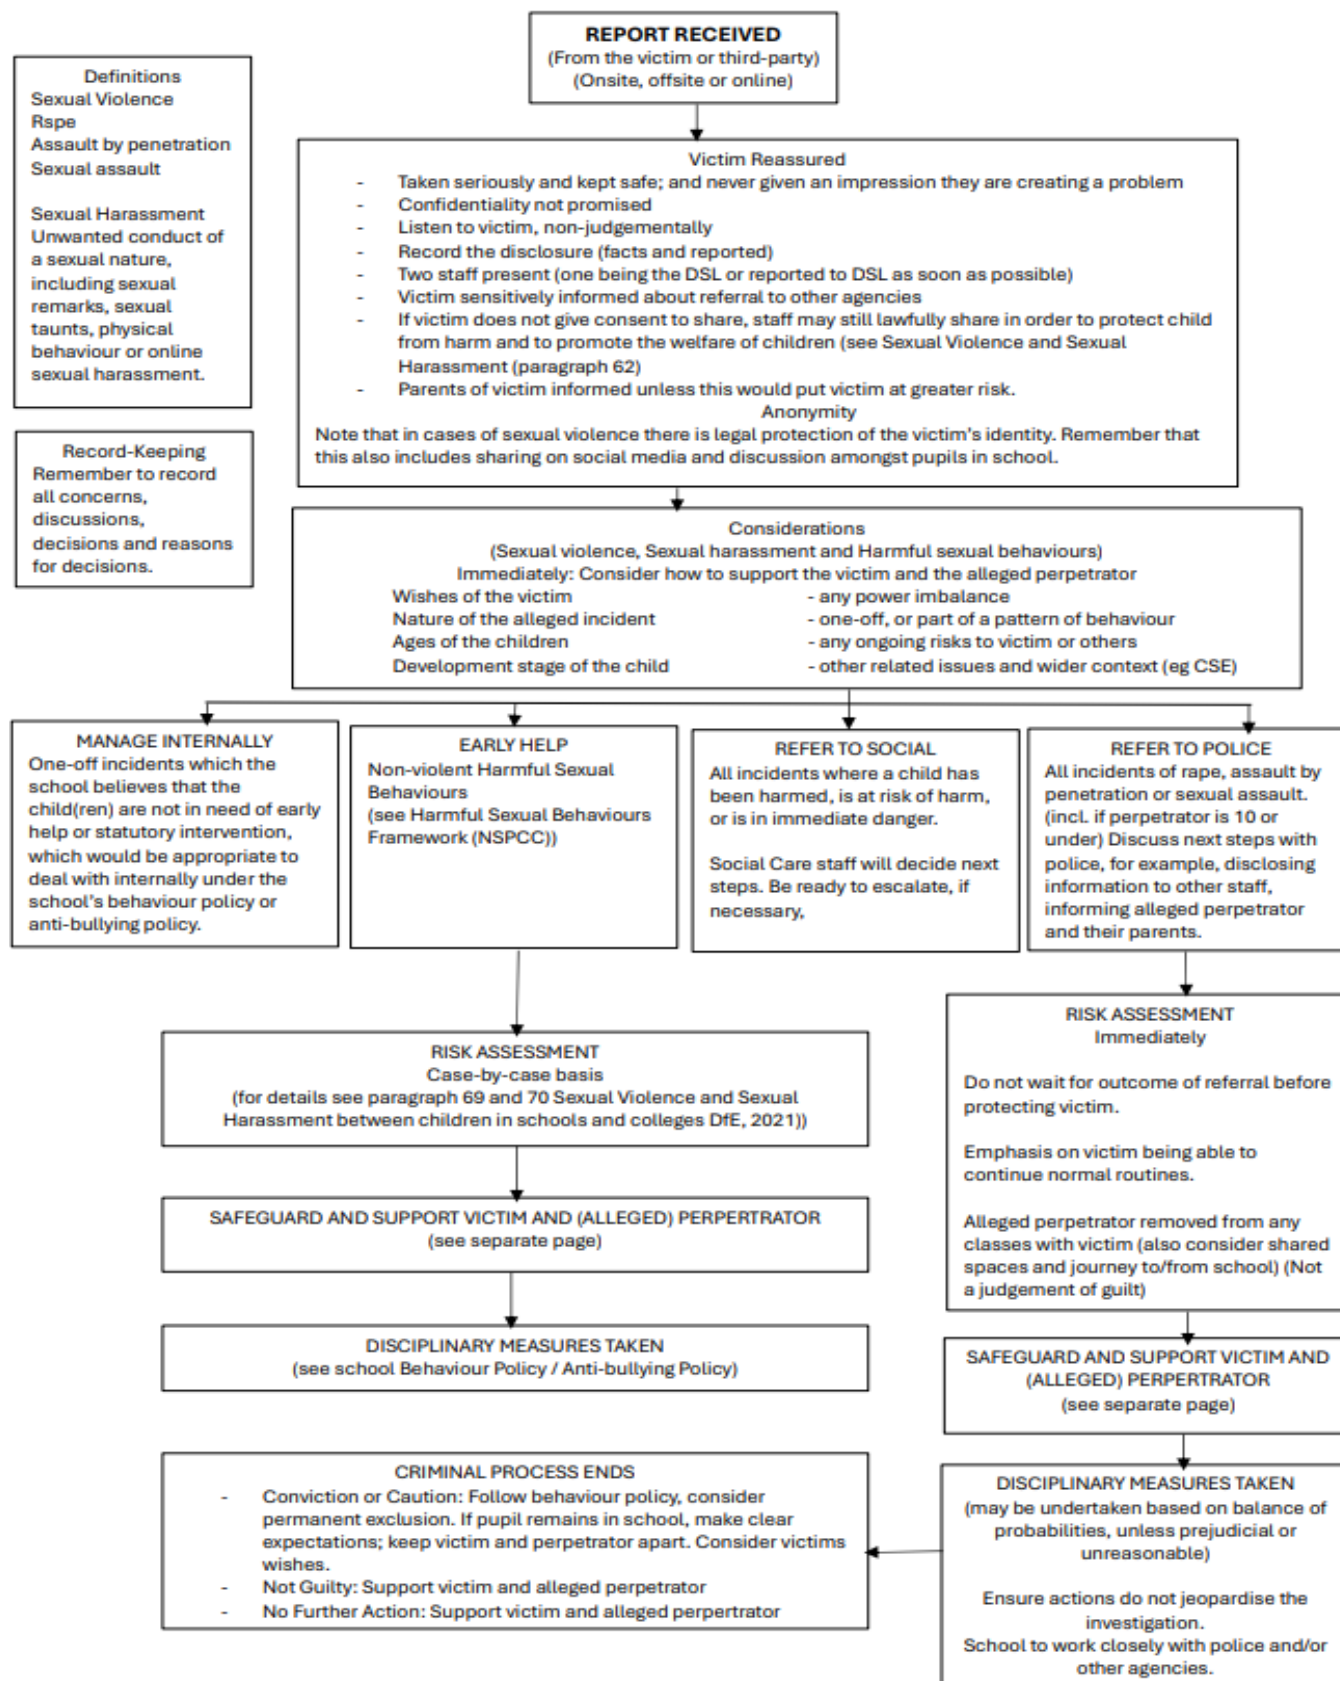 REPORT RECEIVED
(From the victim or third-party)
(Onsite, offsite or online)
Definitions
Sexual Violence
Rspe
Assault by penetration
Sexual assault
Sexual Harassment
Unwanted conduct of
a sexual nature,
including sexual
remarks, sexual
taunts, physical
behaviour or online
sexual harassment.
Record-Keeping
Remember to record
all concerns,
discussions,
decisions and reasons
for decisions.
Victim Reassured
- Taken seriously and kept safe; and never given an impression they are creating a problem
- Confidentiality not promised
- Listen to victim, non-judgementally
- Record the disclosure (facts and reported)
- Two staff present (one being the DSL or reported to DSL as soon as possible)
- Victim sensitively informed about referral to other agencies
- If victim does not give consent to share, staff may still lawfully share in order to protect child
from harm and to promote the welfare of children (see Sexual Violence and Sexual
Harassment (paragraph 62)
- Parents of victim informed unless this would put victim at greater risk.
Anonymity
Note that in cases of sexual violence there is legal protection of the victim's identity. Remember that
this also includes sharing on social media and discussion amongst pupils in school.
Considerations
(Sexual violence, Sexual harassment and Harmful sexual behaviours)
Immediately: Consider how to support the victim and the alleged perpetrator
Wishes of the victim - any power imbalance
Nature of the alleged incident - one-off, or part of a pattern of behaviour
Ages of the children - any ongoing risks to victim or others
Development stage of the child - other related issues and wider context (eg CSE)
MANAGE INTERNALLY
One-off incidents which the
school believes that the
child(ren) are not in need of early
help or statutory intervention,
which would be appropriate to
deal with internally under the
school's behaviour policy or
anti-bullying policy.
EARLY HELP
Non-violent Harmful Sexual
Behaviours
(see Harmful Sexual Behaviours
Framework (NSPCC))
REFER TO SOCIAL
All incidents where a child has
been harmed, is at risk of harm,
or is in immediate danger.
Social Care staff will decide next
steps. Be ready to escalate, if
necessary,
REFER TO POLICE
All incidents of rape, assault by
penetration or sexual assault.
(incl. if perpetrator is 10 or
under) Discuss next steps with
police, for example, disclosing
information to other staff,
informing alleged perpetrator
and their parents.
RISK ASSESSMENT
Case-by-case basis
(for details see paragraph 69 and 70 Sexual Violence and Sexual
Harassment between children in schools and colleges DfE, 2021))
SAFEGUARD AND SUPPORT VICTIM AND (ALLEGED) PERPERTRATOR
(see separate page)
DISCIPLINARY MEASURES TAKEN
(see school Behaviour Policy / Anti-bullying Policy)
RISK ASSESSMENT
Immediately
Do not wait for outcome of referral before
protecting victim.
Emphasis on victim being able to
continue normal routines.
Alleged perpetrator removed from any
classes with victim (also consider shared
spaces and journey to/from school) (Not
a judgement of guilt)
SAFEGUARD AND SUPPORT VICTIM AND
(ALLEGED) PERPERTRATOR
(see separate page)
DISCIPLINARY MEASURES TAKEN
(may be undertaken based on balance of
probabilities, unless prejudicial or
unreasonable)
Ensure actions do not jeopardise the
investigation.
School to work closely with police and/or
other agencies.
CRIMINAL PROCESS ENDS
- Conviction or Caution: Follow behaviour policy, consider
permanent exclusion. If pupil remains in school, make clear
expectations; keep victim and perpetrator apart. Consider victims
wishes.
- Not Guilty: Support victim and alleged perpetrator
- No Further Action: Support victim and alleged perpertrator